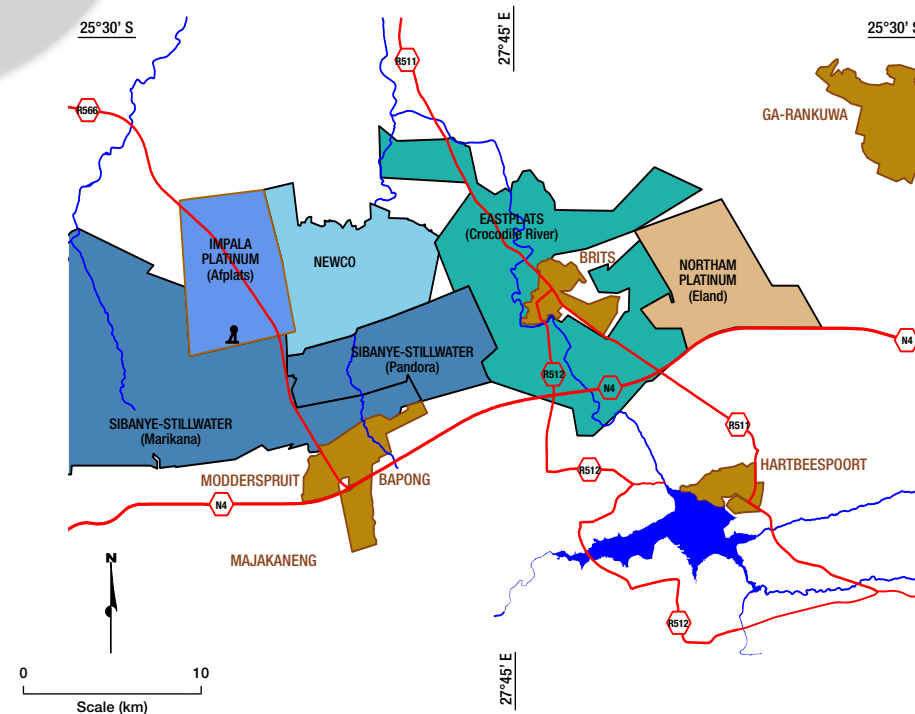 25°30' S
27°45' E
25°30' S
R511
R566
GA-RANKUWA
EASTPLATS
(Crocodile River)
IMPALA
PLATINUM
(Afplats)
NEWCO
BRITS
NORTHAM
PLATINUM
(Eland)
N4
SIBANYE-STILLWATER
(Pandora)
R512
N4
SIBANYE-STILLWATER
(Marikana)
R511
HARTBEESPOORT
R512
MODDERSPRUIT
BAPONG
N4
MAJAKANENG
N
R512
27°45' E
0 10
Scale (km)